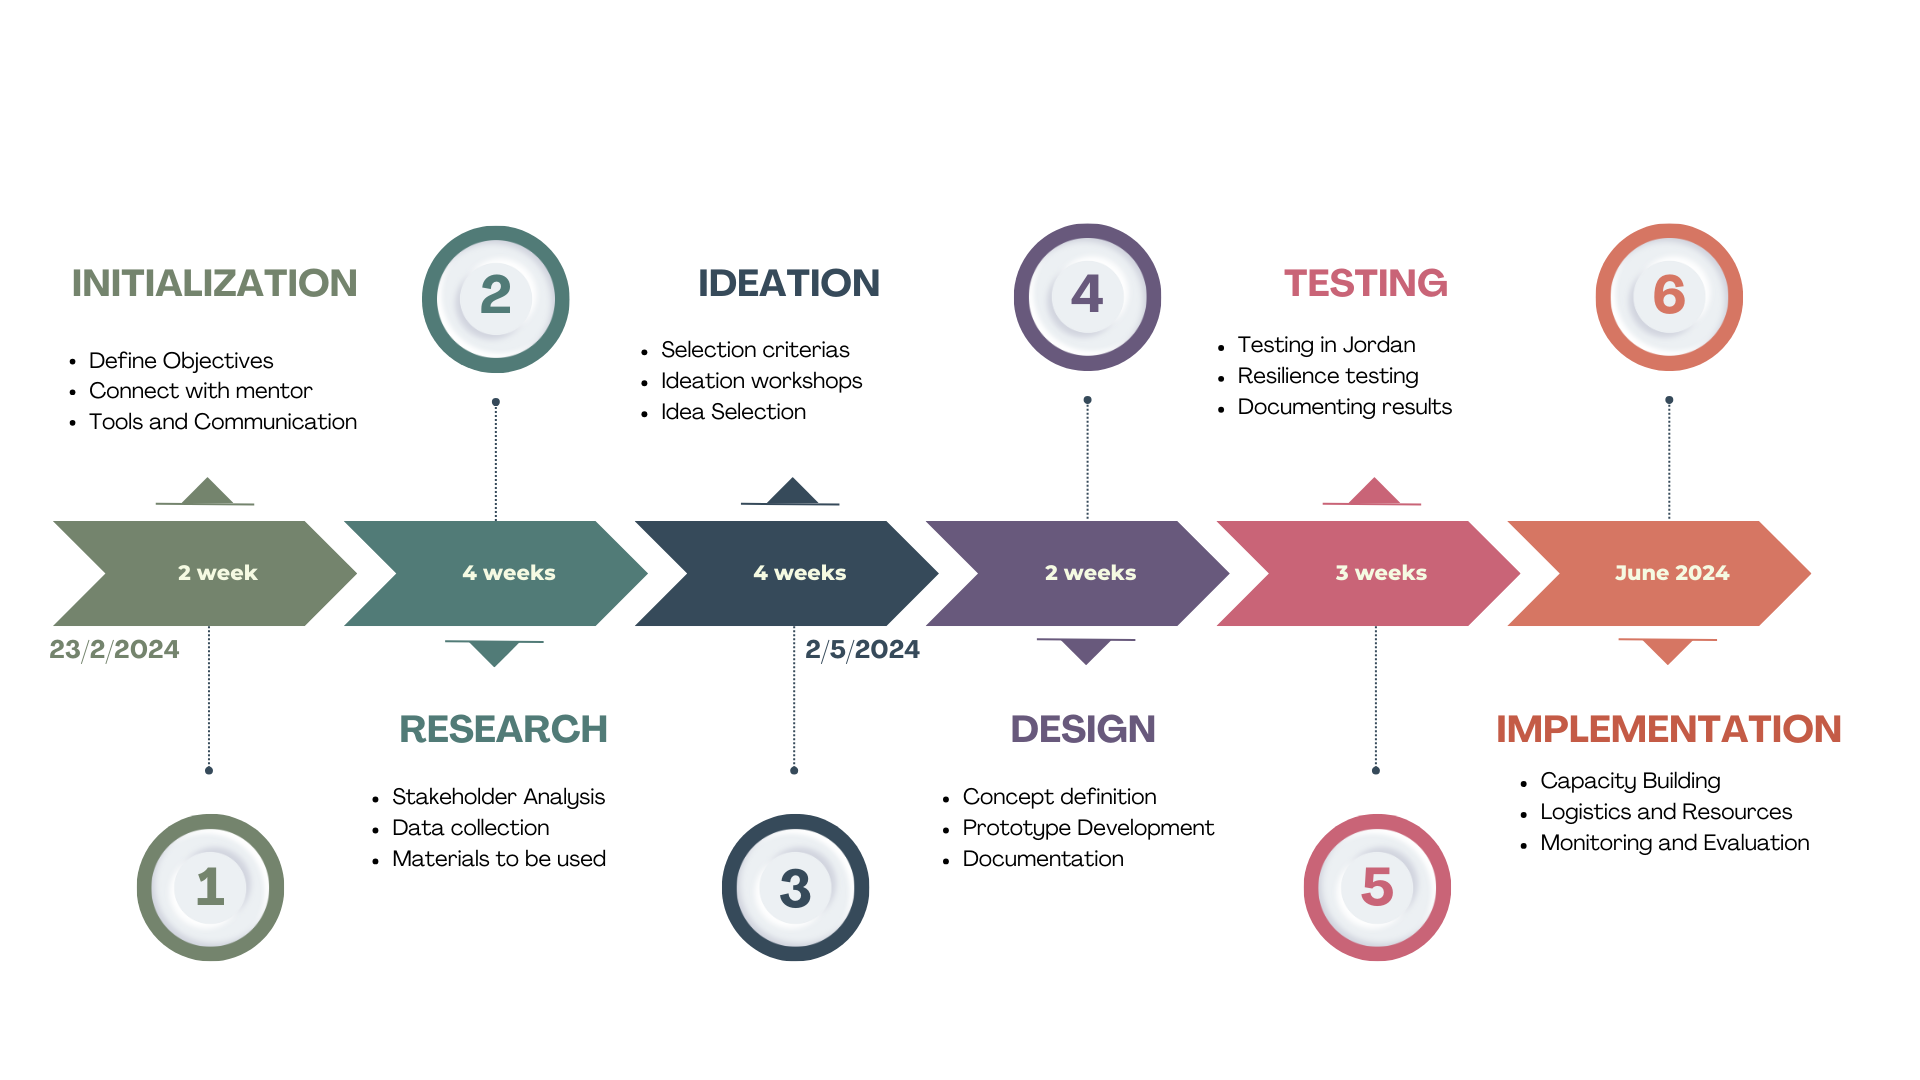 INITIALIZATION
Define Objectives
Connect with mentor
Tools and Communication
2 week
23/2/2024
1
2
4 weeks
RESEARCH
Stakeholder Analysis
Data collection
Materials to be used
IDEATION
Selection criterias
Ideation workshops
Idea Selection
4 weeks
2/5/2024
3
4
2 weeks
DESIGN
Concept definition
Prototype Development
Documentation
TESTING
Testing in Jordan
Resilience testing
Documenting results
3 weeks
5
6
June 2024
IMPLEMENTATION
Capacity Building
Logistics and Resources
Monitoring and Evaluation